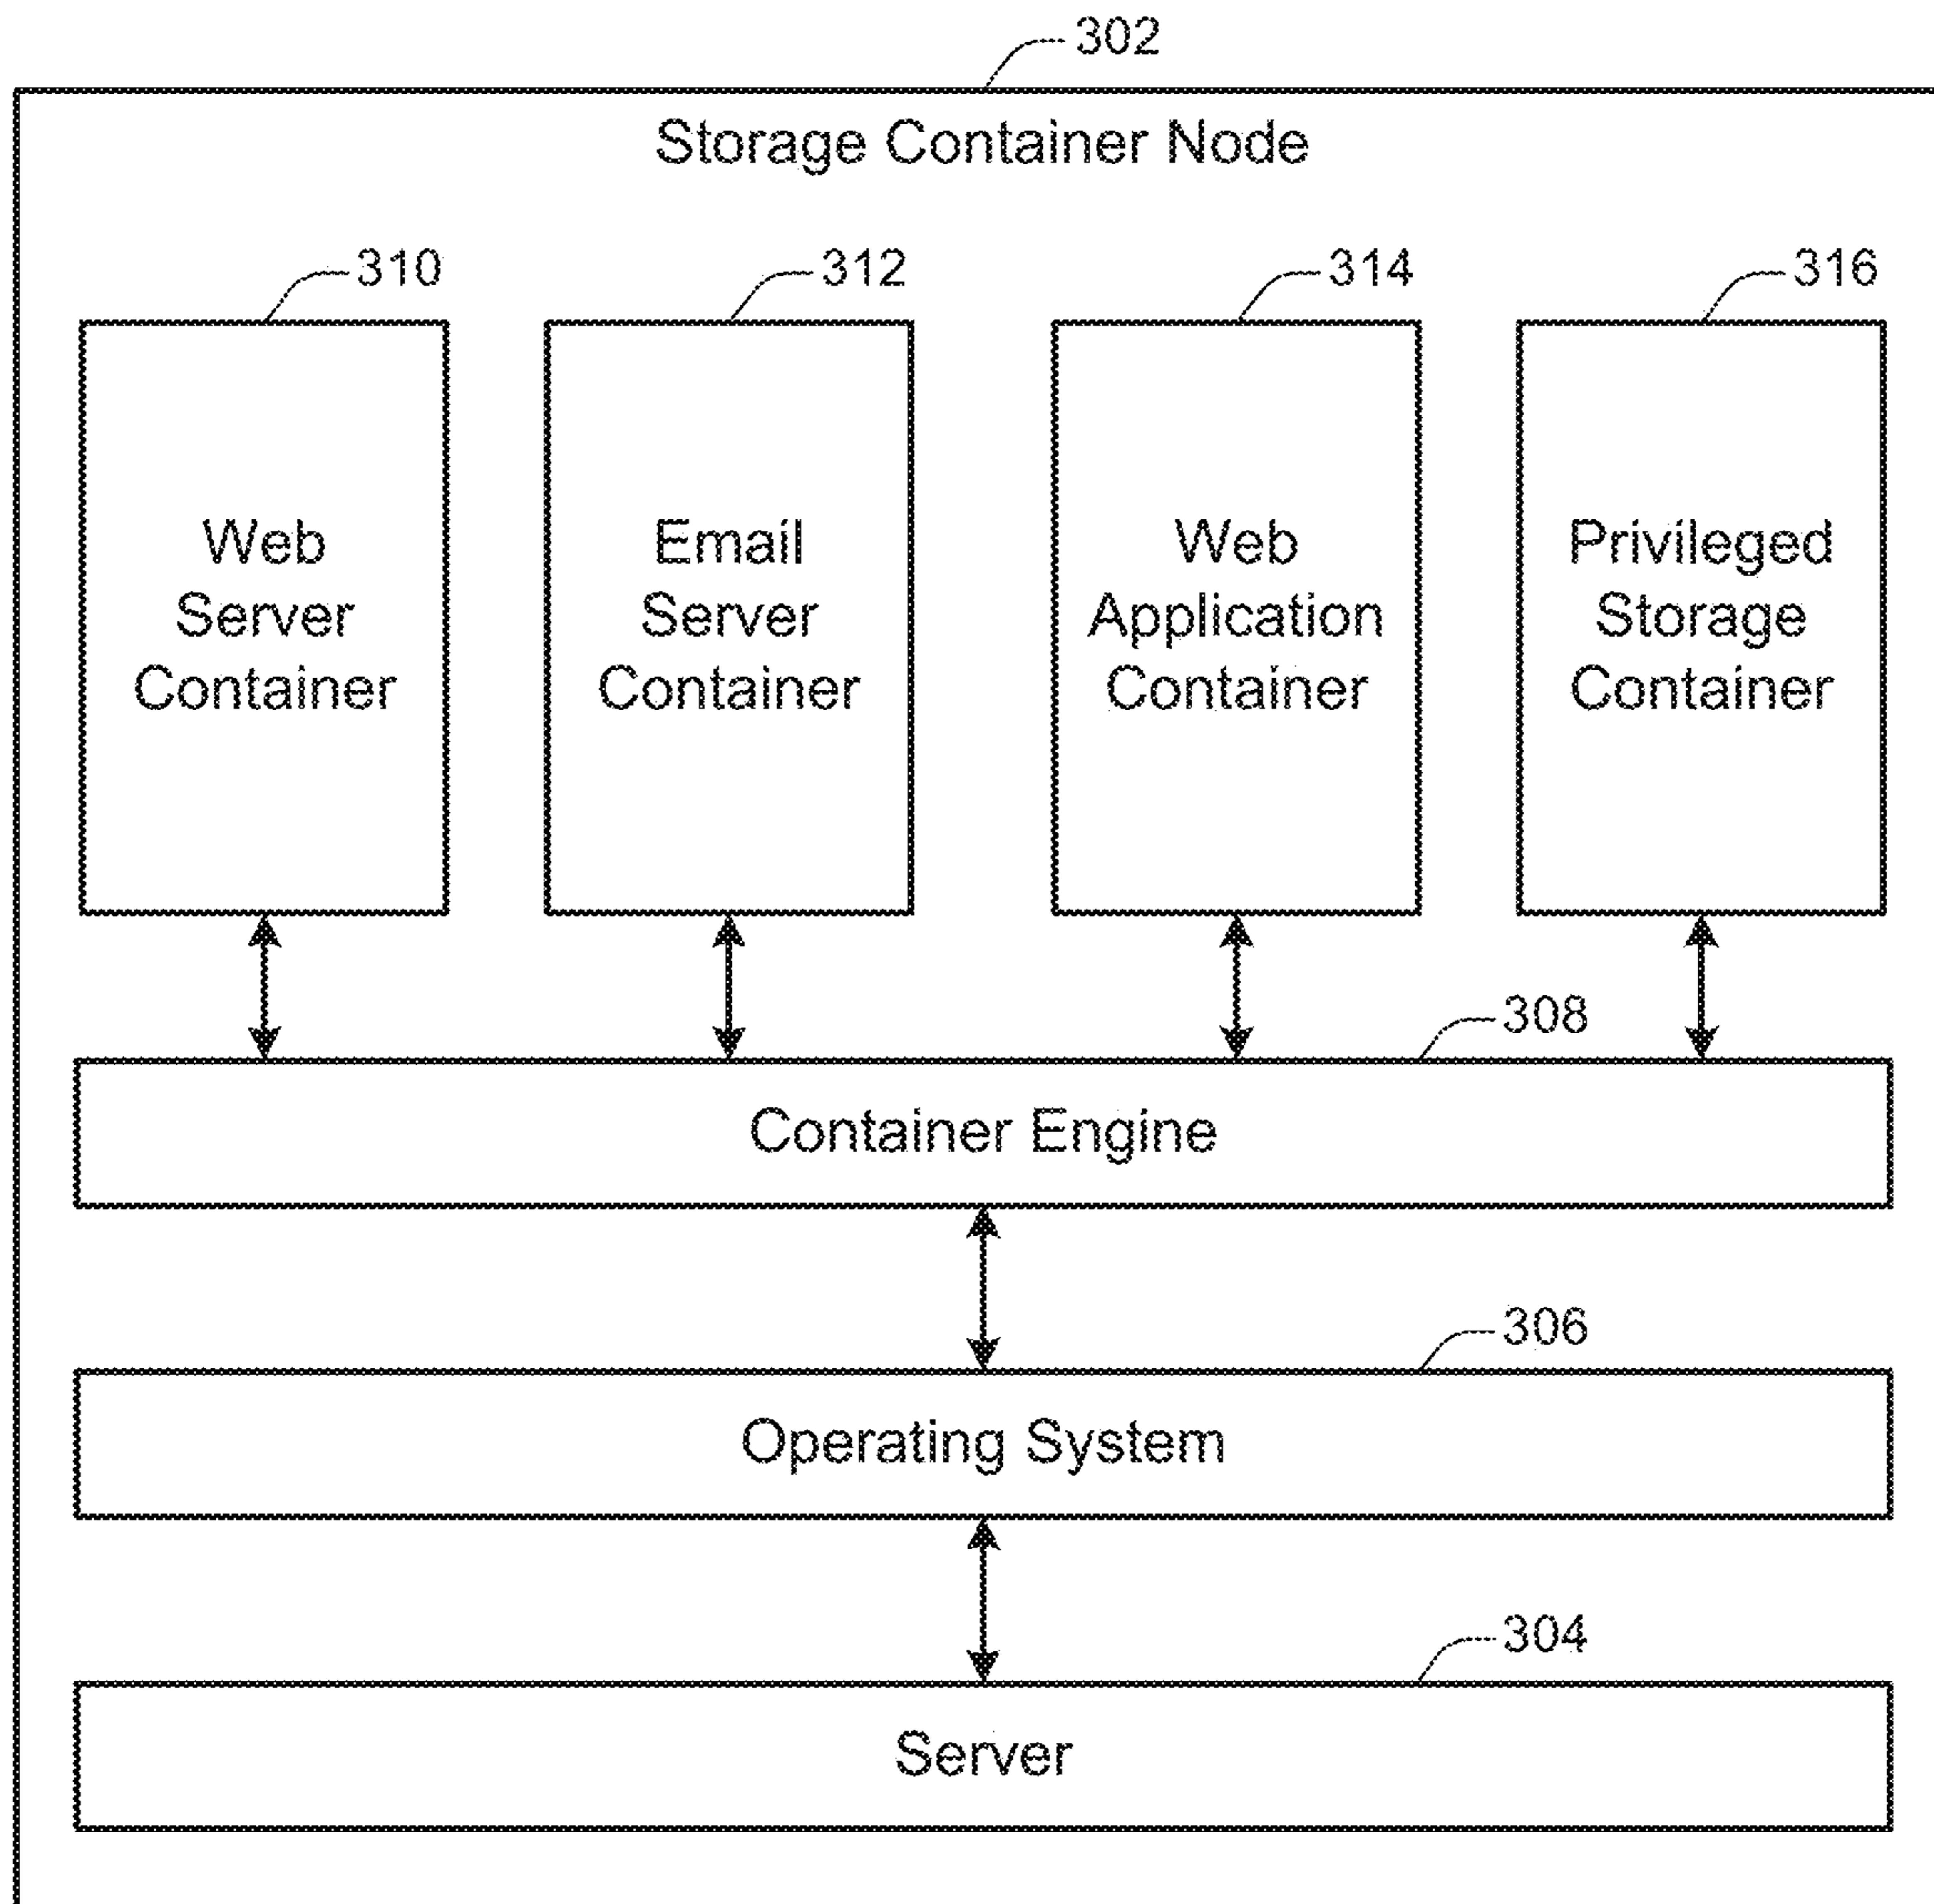 302
Storage Container Node
310
312
314
316
Web
Server
Container
Email
Server
Container
Web
Application
Container
Privileged
Storage
Container
308
Container Engine
306
Operating System
304
Server